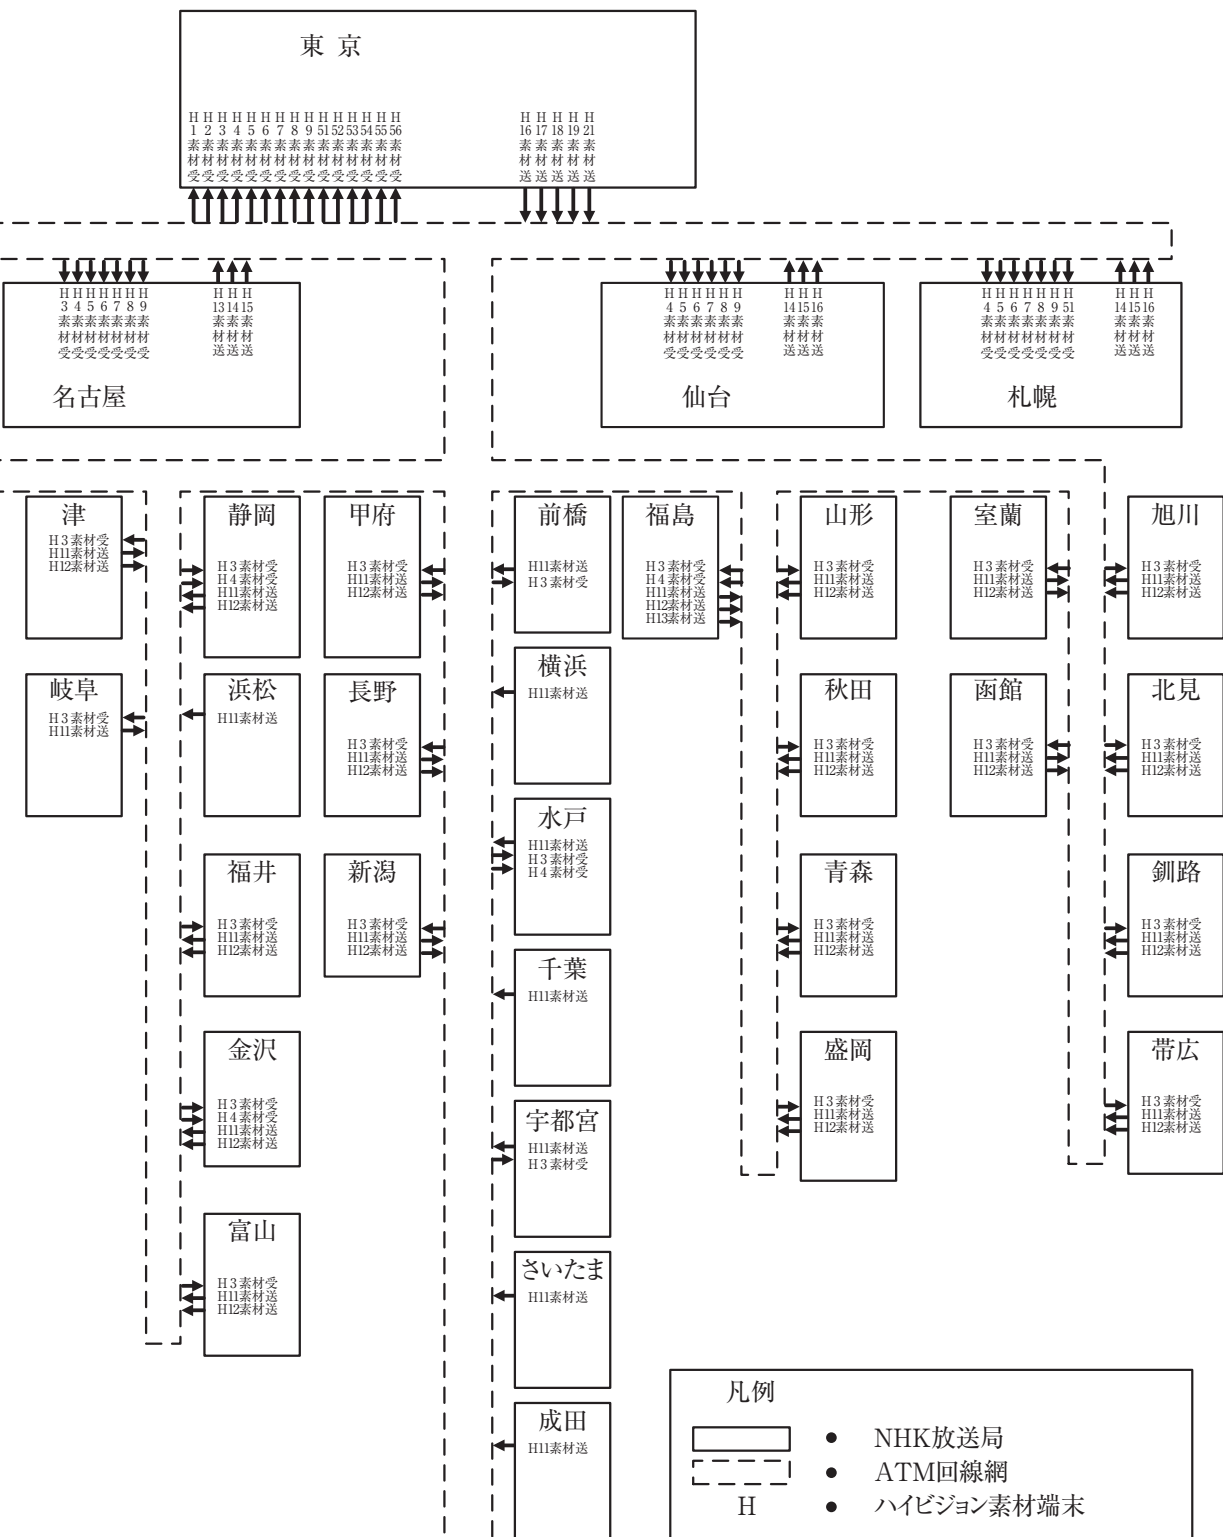 東京
H1素材受
H2素材受
H3素材受
H4素材受
H5素材受
H6素材受
H7素材受
H8素材受
H9素材受
H51素材受
H52素材受
H53素材受
H54素材受
H55素材受
H56素材受
H16素材送
H17素材送
H18素材送
H19素材送
H21素材送
H3素材受
H4素材受
H5素材受
H6素材受
H7素材受
H8素材受
H9素材受
H13素材送
H14素材送
H15素材送
名古屋
H4素材受
H5素材受
H6素材受
H7素材受
H8素材受
H9素材受
H14素材送
H15素材送
H16素材送
仙台
H4素材受
H5素材受
H6素材受
H7素材受
H8素材受
H9素材受
H51素材受
H14素材送
H15素材送
H16素材送
札幌
津
H3素材受
H11素材送
H12素材送
静岡
H3素材受
H4素材受
H11素材送
H12素材送
甲府
H3素材受
H11素材送
H12素材送
前橋
H11素材送
H3素材受
福島
H3素材受
H4素材受
H11素材送
H12素材送
H13素材送
山形
H3素材受
H11素材送
H12素材送
室蘭
H3素材受
H11素材送
H12素材送
旭川
H3素材受
H11素材送
H12素材送
横浜
H11素材送
岐阜
H3素材受
H11素材送
浜松
H11素材送
長野
H3素材受
H11素材送
H12素材送
秋田
H3素材受
H11素材送
H12素材送
函館
H3素材受
H11素材送
H12素材送
北見
H3素材受
H11素材送
H12素材送
水戸
H11素材送
H3素材受
H4素材受
福井
H3素材受
H11素材送
H12素材送
新潟
H3素材受
H11素材送
H12素材送
青森
H3素材受
H11素材送
H12素材送
釧路
H3素材受
H11素材送
H12素材送
千葉
H11素材送
金沢
H3素材受
H4素材受
H11素材送
H12素材送
盛岡
H3素材受
H11素材送
H12素材送
帯広
H3素材受
H11素材送
H12素材送
宇都宮
H11素材送
H3素材受
富山
H3素材受
H11素材送
H12素材送
さいたま
H11素材送
成田
H11素材送
凡例
● NHK放送局
● ATM回線網
H ● ハイビジョン素材端末